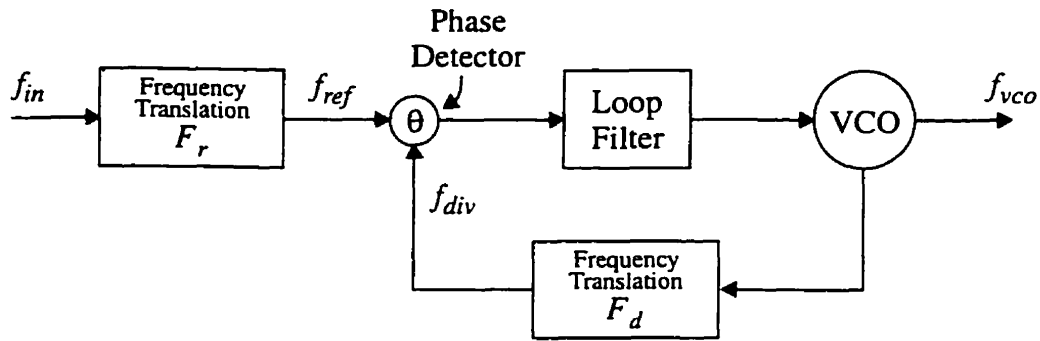 Phase
Detector
f_in
Frequency
Translation
F_r
f_ref
θ
Loop
Filter
VCO
f_vco
f_div
Frequency
Translation
F_d